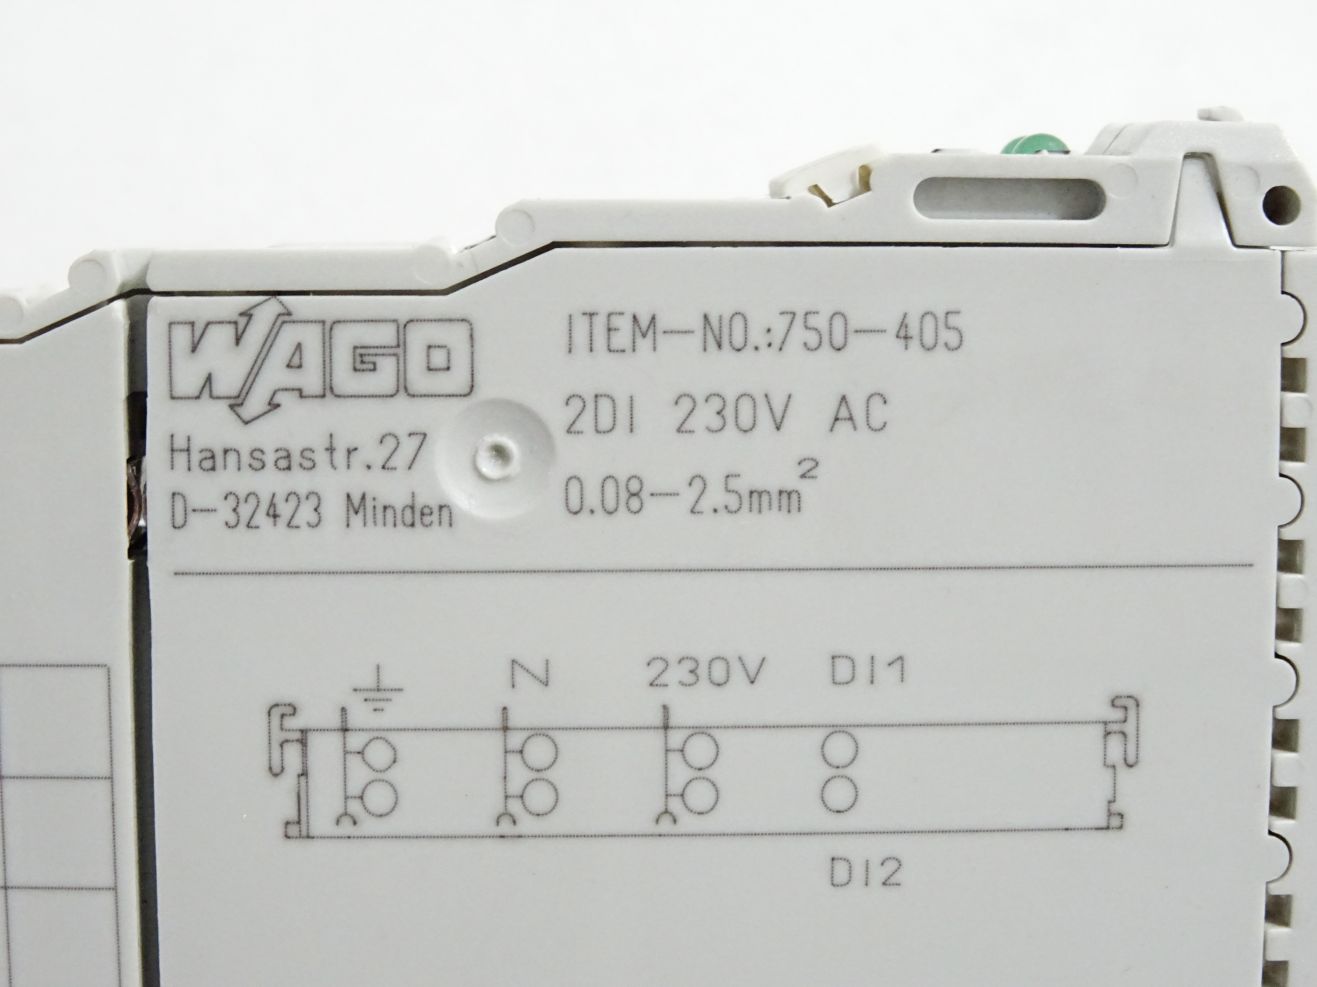 WAGO
Hansastr.27
D-32423 Minden
ITEM-NO.:750-405
2DI 230V AC
0.08-2.5mm²
N 230V DI1
DI2